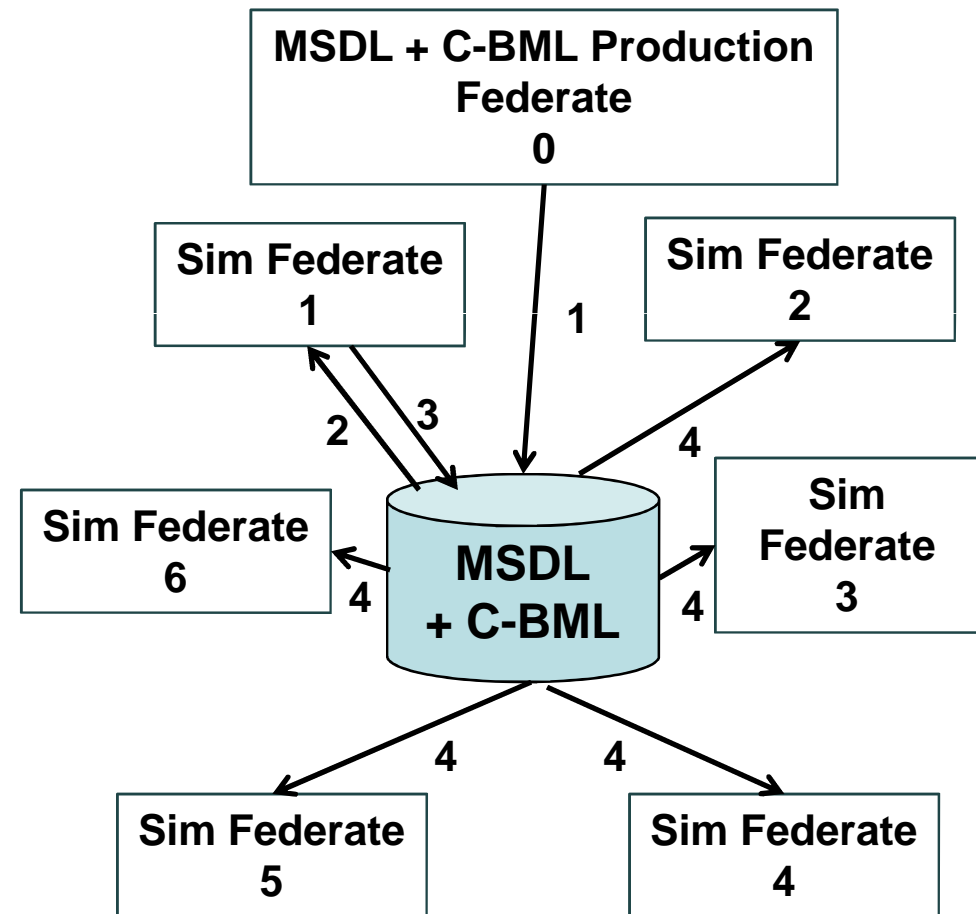 MSDL + C-BML Production
Federate
0
Sim Federate
1
Sim Federate
2
1
3
2
4
Sim Federate
6
MSDL
+ C-BML
Sim
Federate
3
4
4
4
4
Sim Federate
5
Sim Federate
4